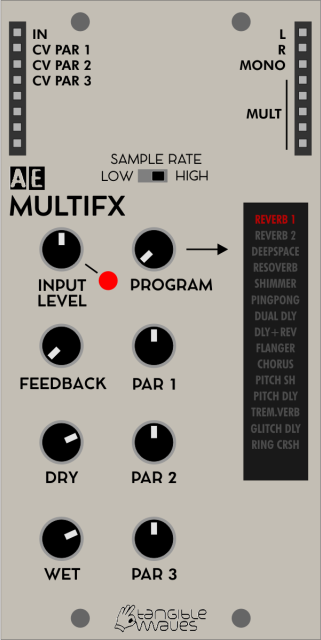 IN
CV PAR 1
CV PAR 2
CV PAR 3
L
R
MONO
MULT
SAMPLE RATE
LOW HIGH
AE
MULTIFX
INPUT
LEVEL
PROGRAM
FEEDBACK
PAR 1
DRY
PAR 2
WET
PAR 3
REVERB 1
REVERB 2
DEEPSPACE
RESOVERB
SHIMMER
PINGPONG
DUAL DLY
DLY+REV
FLANGER
CHORUS
PITCH SH
PITCH DLY
TREM.VERB
GLITCH DLY
RING CRSH
tangible
waves